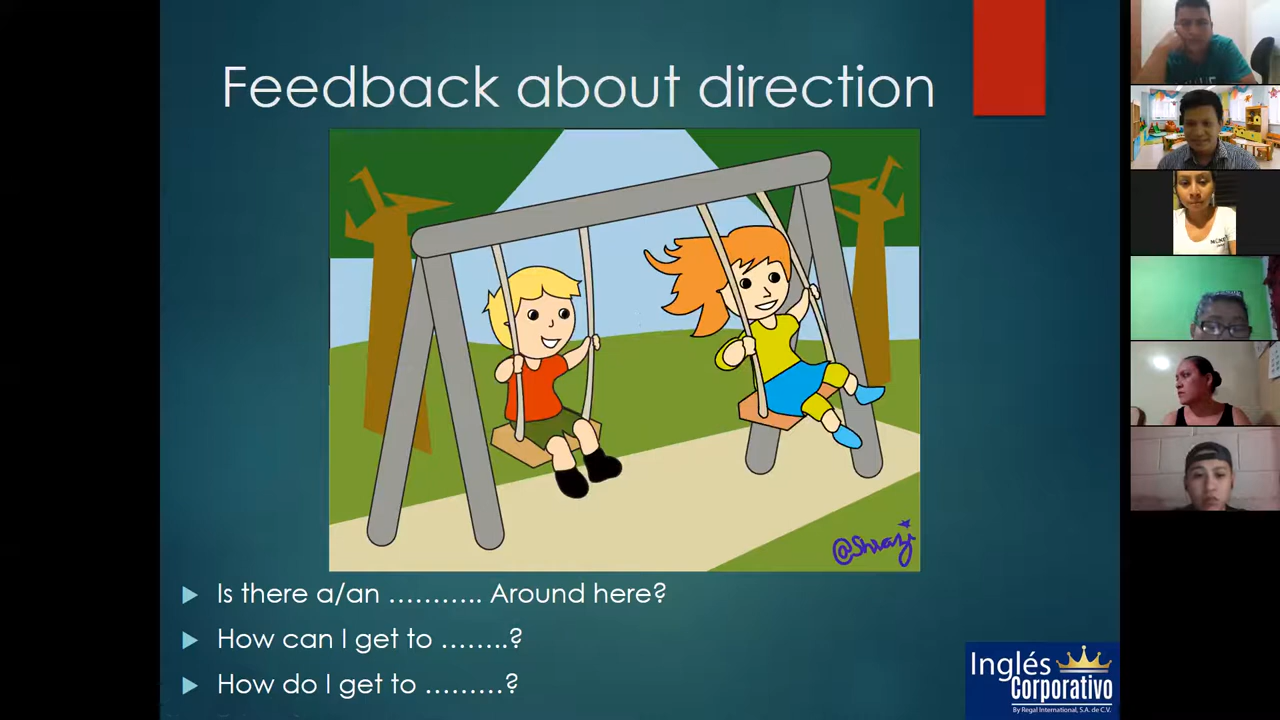 Feedback about direction
@Shirazi
Is there a/an ……….. Around here?
How can I get to ……..?
How do I get to ………?
Inglés
Corporativo
By Regal International, S.A. de C.V.